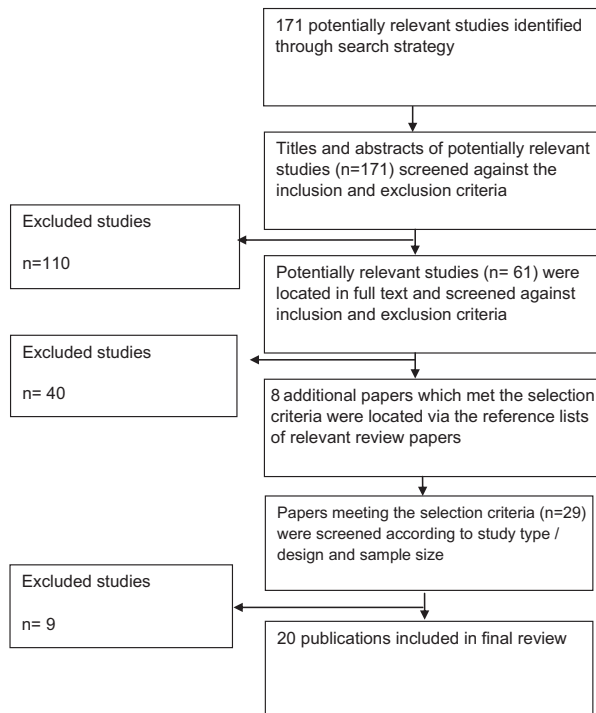 171 potentially relevant studies identified
through search strategy
Titles and abstracts of potentially relevant
studies (n=171) screened against the
inclusion and exclusion criteria
Excluded studies
n=110
Potentially relevant studies (n= 61) were
located in full text and screened against
inclusion and exclusion criteria
Excluded studies
n= 40
8 additional papers which met the selection
criteria were located via the reference lists
of relevant review papers
Papers meeting the selection criteria (n=29)
were screened according to study type /
design and sample size
Excluded studies
n= 9
20 publications included in final review